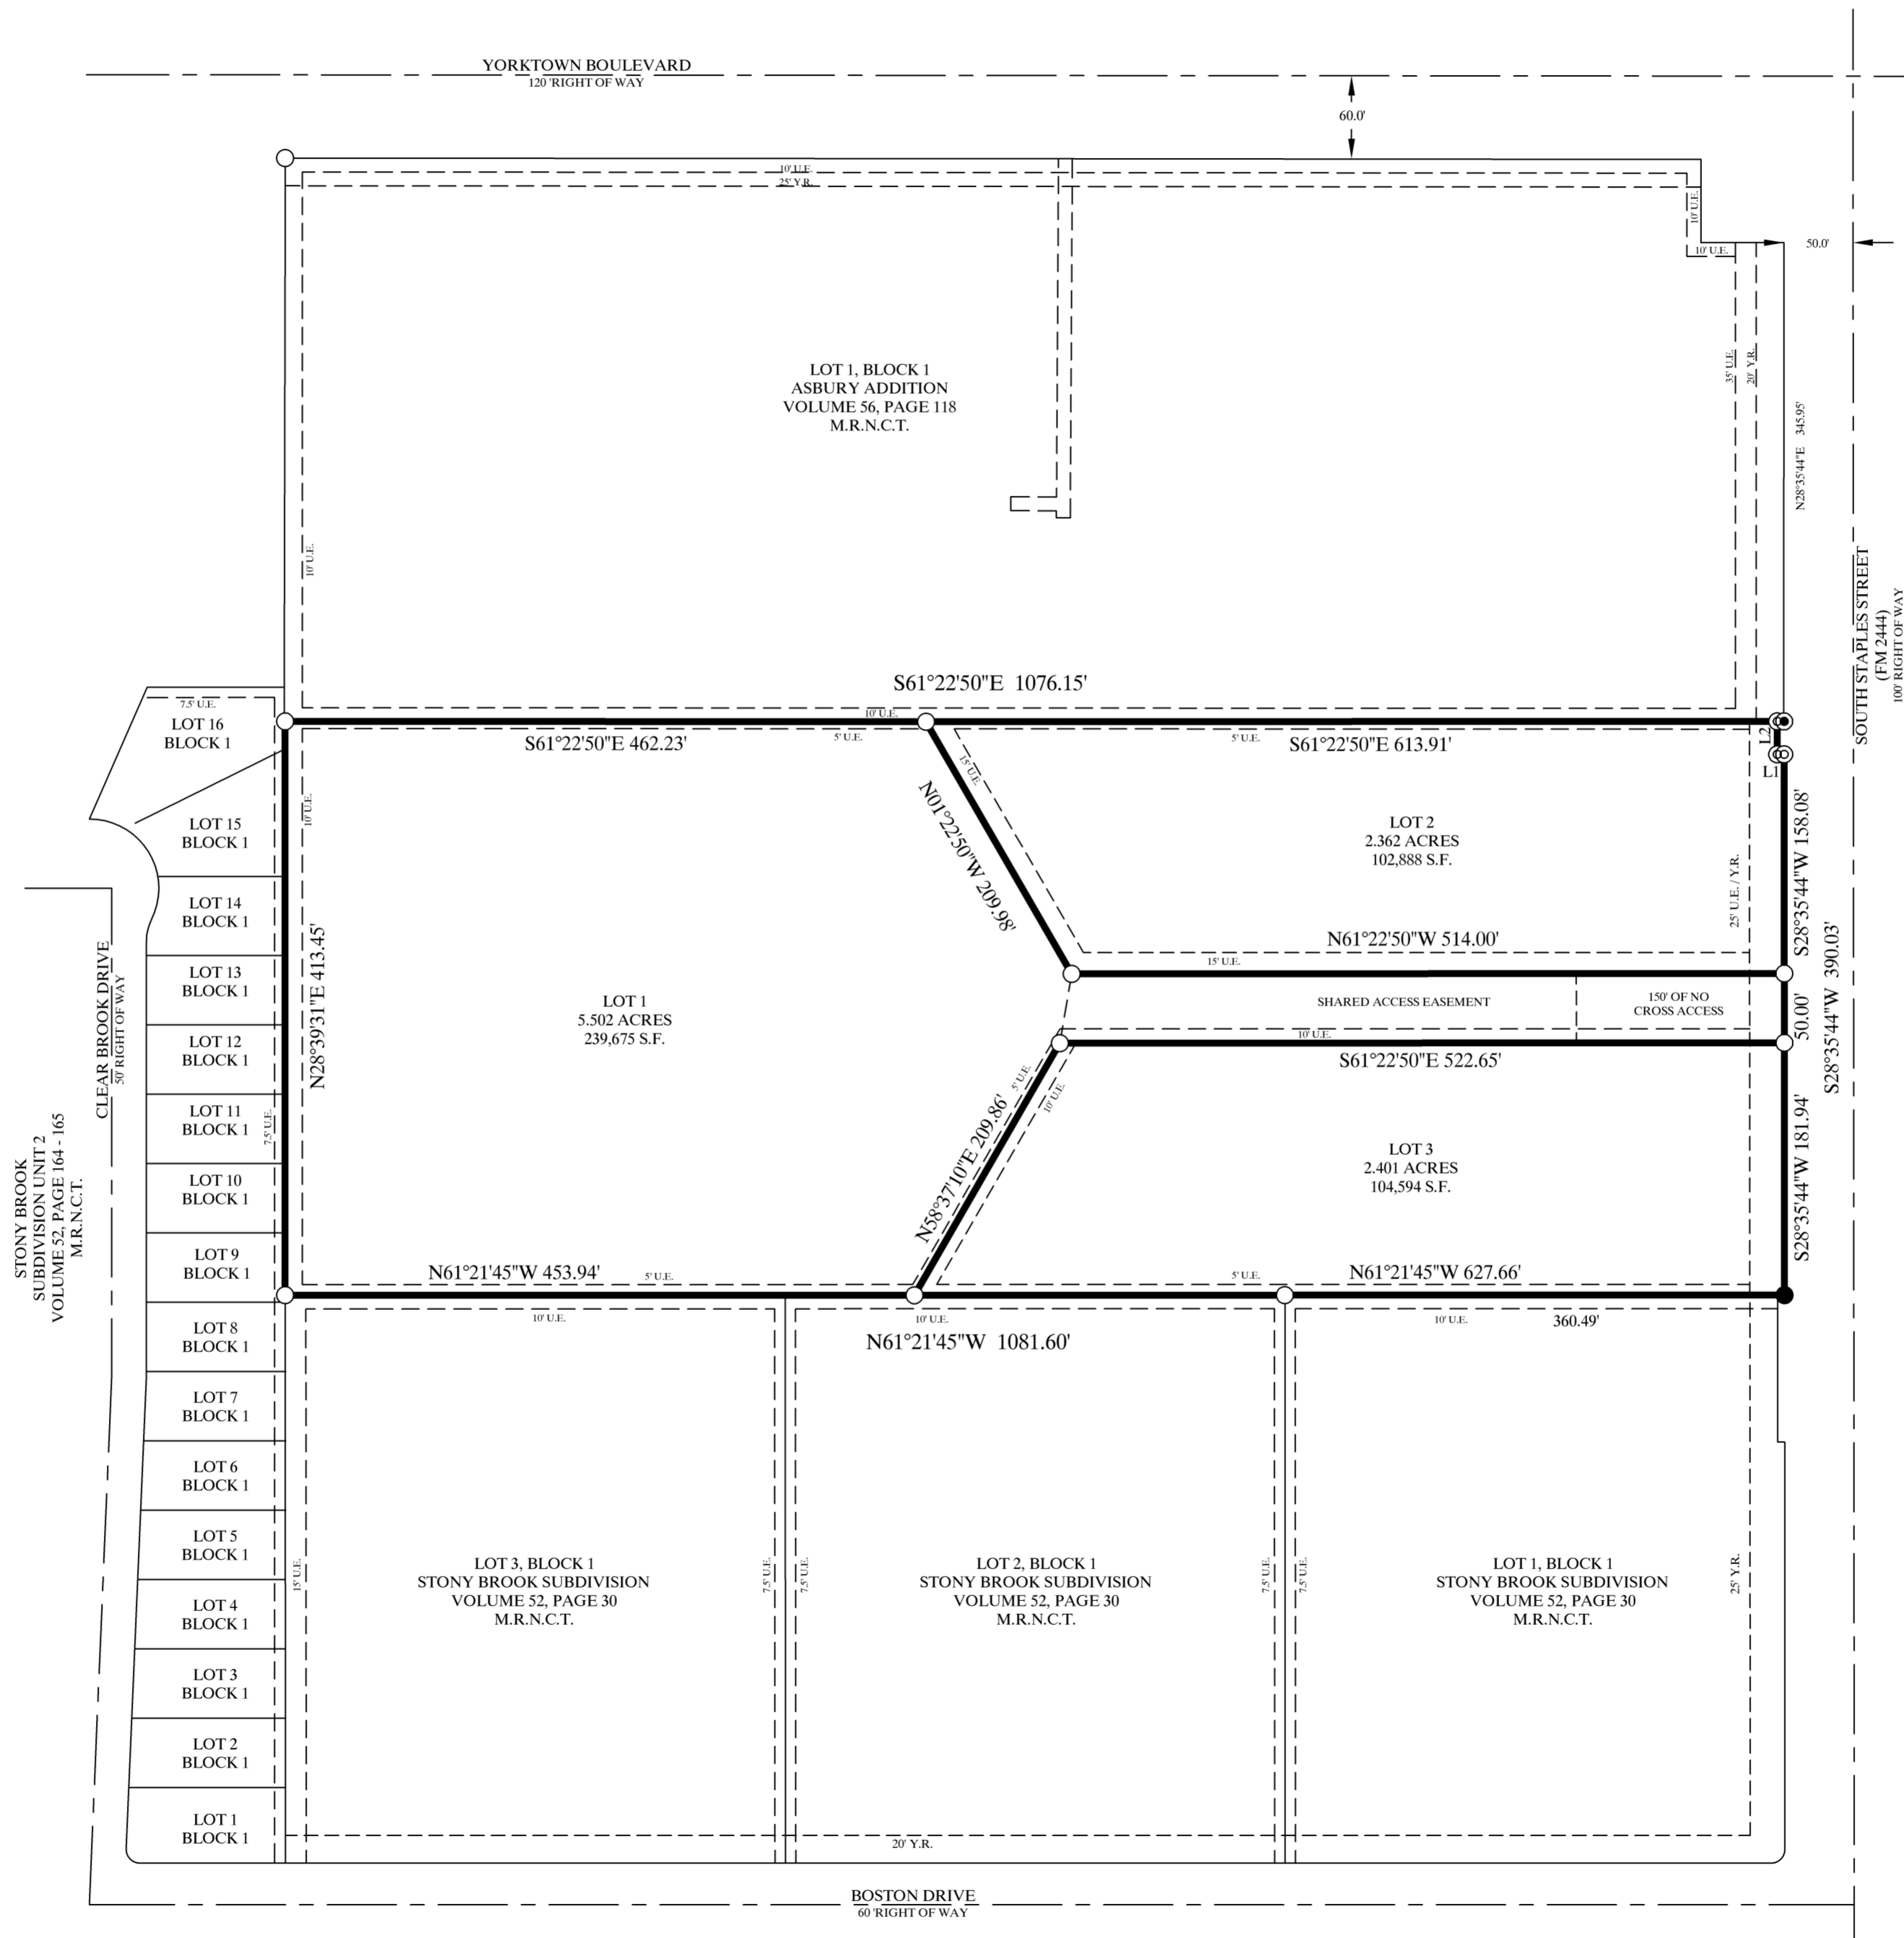 YORKTOWN BOULEVARD
120 'RIGHT OF WAY
60.0'
10' U.E.
25' Y.R.
10' U.E.
10' U.E.
50.0'
35' U.E.
20' Y.R.
N28°35'44"E 345.95'
LOT 1, BLOCK 1
ASBURY ADDITION
VOLUME 56, PAGE 118
M.R.N.C.T.
10' U.E.
SOUTH STAPLES STREET
(FM 2444)
100' RIGHT OF WAY
S61°22'50"E 1076.15'
10' U.E.
7.5' U.E.
LOT 16
BLOCK 1
S61°22'50"E 462.23'
5' U.E.
5' U.E.
S61°22'50"E 613.91'
L2
L1
15' U.E.
10' U.E.
N01°22'50"W 209.98'
LOT 2
2.362 ACRES
102,888 S.F.
S28°35'44"W 158.08'
25' U.E. / Y.R.
LOT 15
BLOCK 1
LOT 14
BLOCK 1
N61°22'50"W 514.00'
15' U.E.
LOT 13
BLOCK 1
CLEAR BROOK DRIVE
50' RIGHT OF WAY
N28°39'31"E 413.45'
LOT 1
5.502 ACRES
239,675 S.F.
SHARED ACCESS EASEMENT
150' OF NO
CROSS ACCESS
50.00'
S28°35'44"W 390.03'
10' U.E.
LOT 12
BLOCK 1
S61°22'50"E 522.65'
5' U.E.
10' U.E.
N58°37'10"E 209.86'
LOT 11
BLOCK 1
7.5' U.E.
LOT 3
2.401 ACRES
104,594 S.F.
S28°35'44"W 181.94'
LOT 10
BLOCK 1
STONY BROOK
SUBDIVISION UNIT 2
VOLUME 52, PAGE 164 - 165
M.R.N.C.T.
LOT 9
BLOCK 1
N61°21'45"W 453.94'
5' U.E.
5' U.E.
N61°21'45"W 627.66'
10' U.E.
10' U.E.
10' U.E.
360.49'
N61°21'45"W 1081.60'
LOT 8
BLOCK 1
LOT 7
BLOCK 1
LOT 6
BLOCK 1
LOT 5
BLOCK 1
15' U.E.
LOT 3, BLOCK 1
STONY BROOK SUBDIVISION
VOLUME 52, PAGE 30
M.R.N.C.T.
7.5' U.E.
7.5' U.E.
LOT 2, BLOCK 1
STONY BROOK SUBDIVISION
VOLUME 52, PAGE 30
M.R.N.C.T.
7.5' U.E.
7.5' U.E.
LOT 1, BLOCK 1
STONY BROOK SUBDIVISION
VOLUME 52, PAGE 30
M.R.N.C.T.
25' Y.R.
LOT 4
BLOCK 1
LOT 3
BLOCK 1
LOT 2
BLOCK 1
LOT 1
BLOCK 1
20' Y.R.
BOSTON DRIVE
60 'RIGHT OF WAY